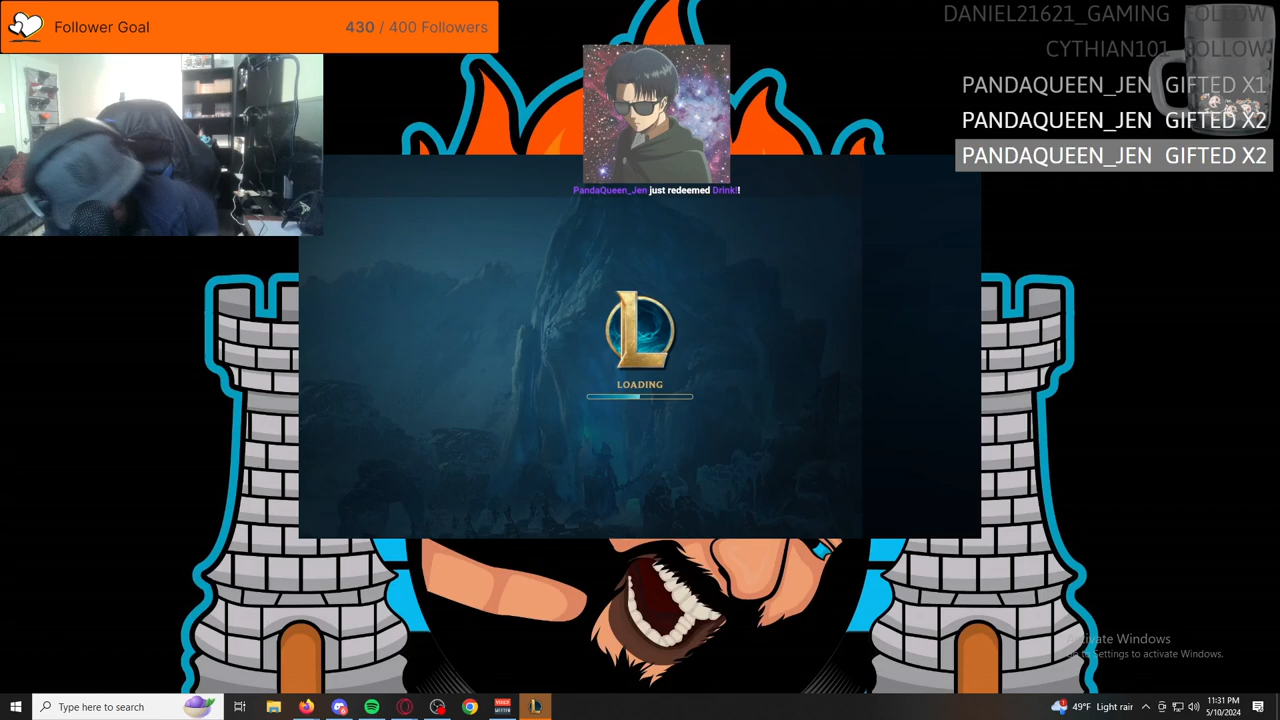 Follower Goal
430 / 400 Followers
DANIEL21621_GAMING FOLLOW
CYTHIAN101 FOLLOW
PANDAQUEEN_JEN GIFTED X1
PANDAQUEEN_JEN GIFTED X2
PANDAQUEEN_JEN GIFTED X2
PandaQueen_Jen just redeemed Drink!!
LOADING
Activate Windows
Go to Settings to activate Windows.
Type here to search
49°F Light rain
11:31 PM
5/10/2024